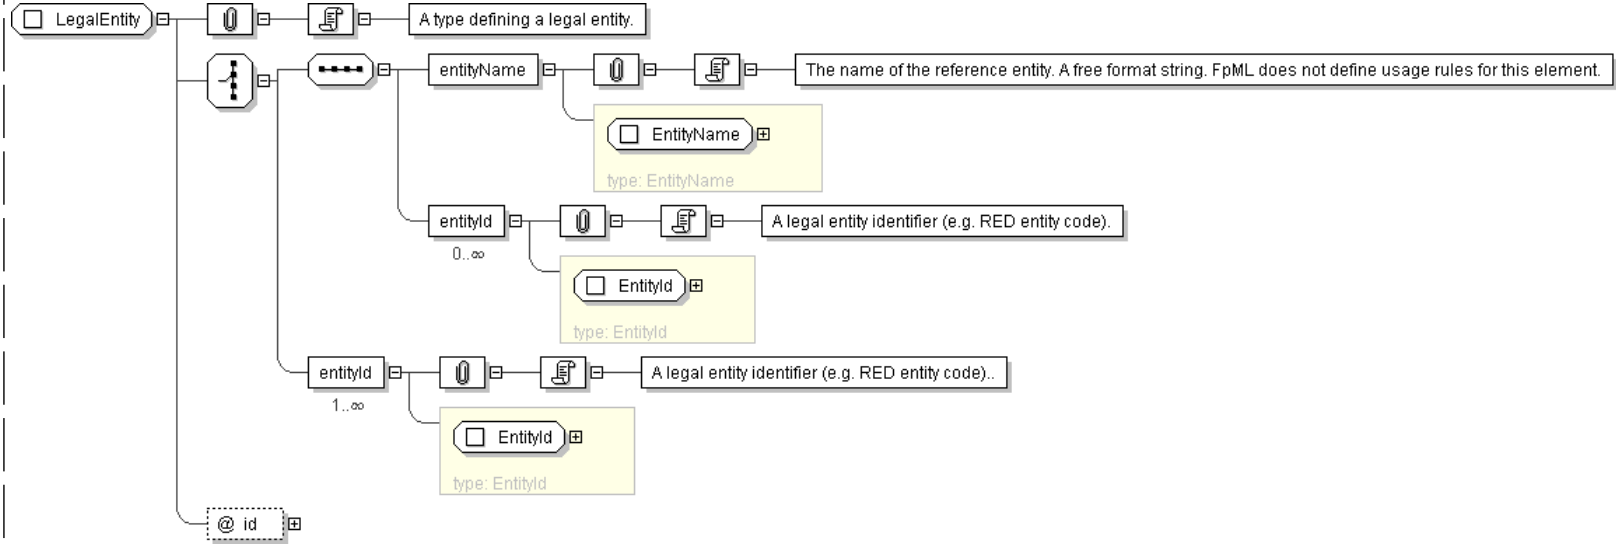 LegalEntity
A type defining a legal entity.
entityName
The name of the reference entity. A free format string. FpML does not define usage rules for this element.
EntityName
type: EntityName
entityId
A legal entity identifier (e.g. RED entity code).
0..∞
EntityId
type: EntityId
entityId
A legal entity identifier (e.g. RED entity code)..
1..∞
EntityId
type: EntityId
@ id